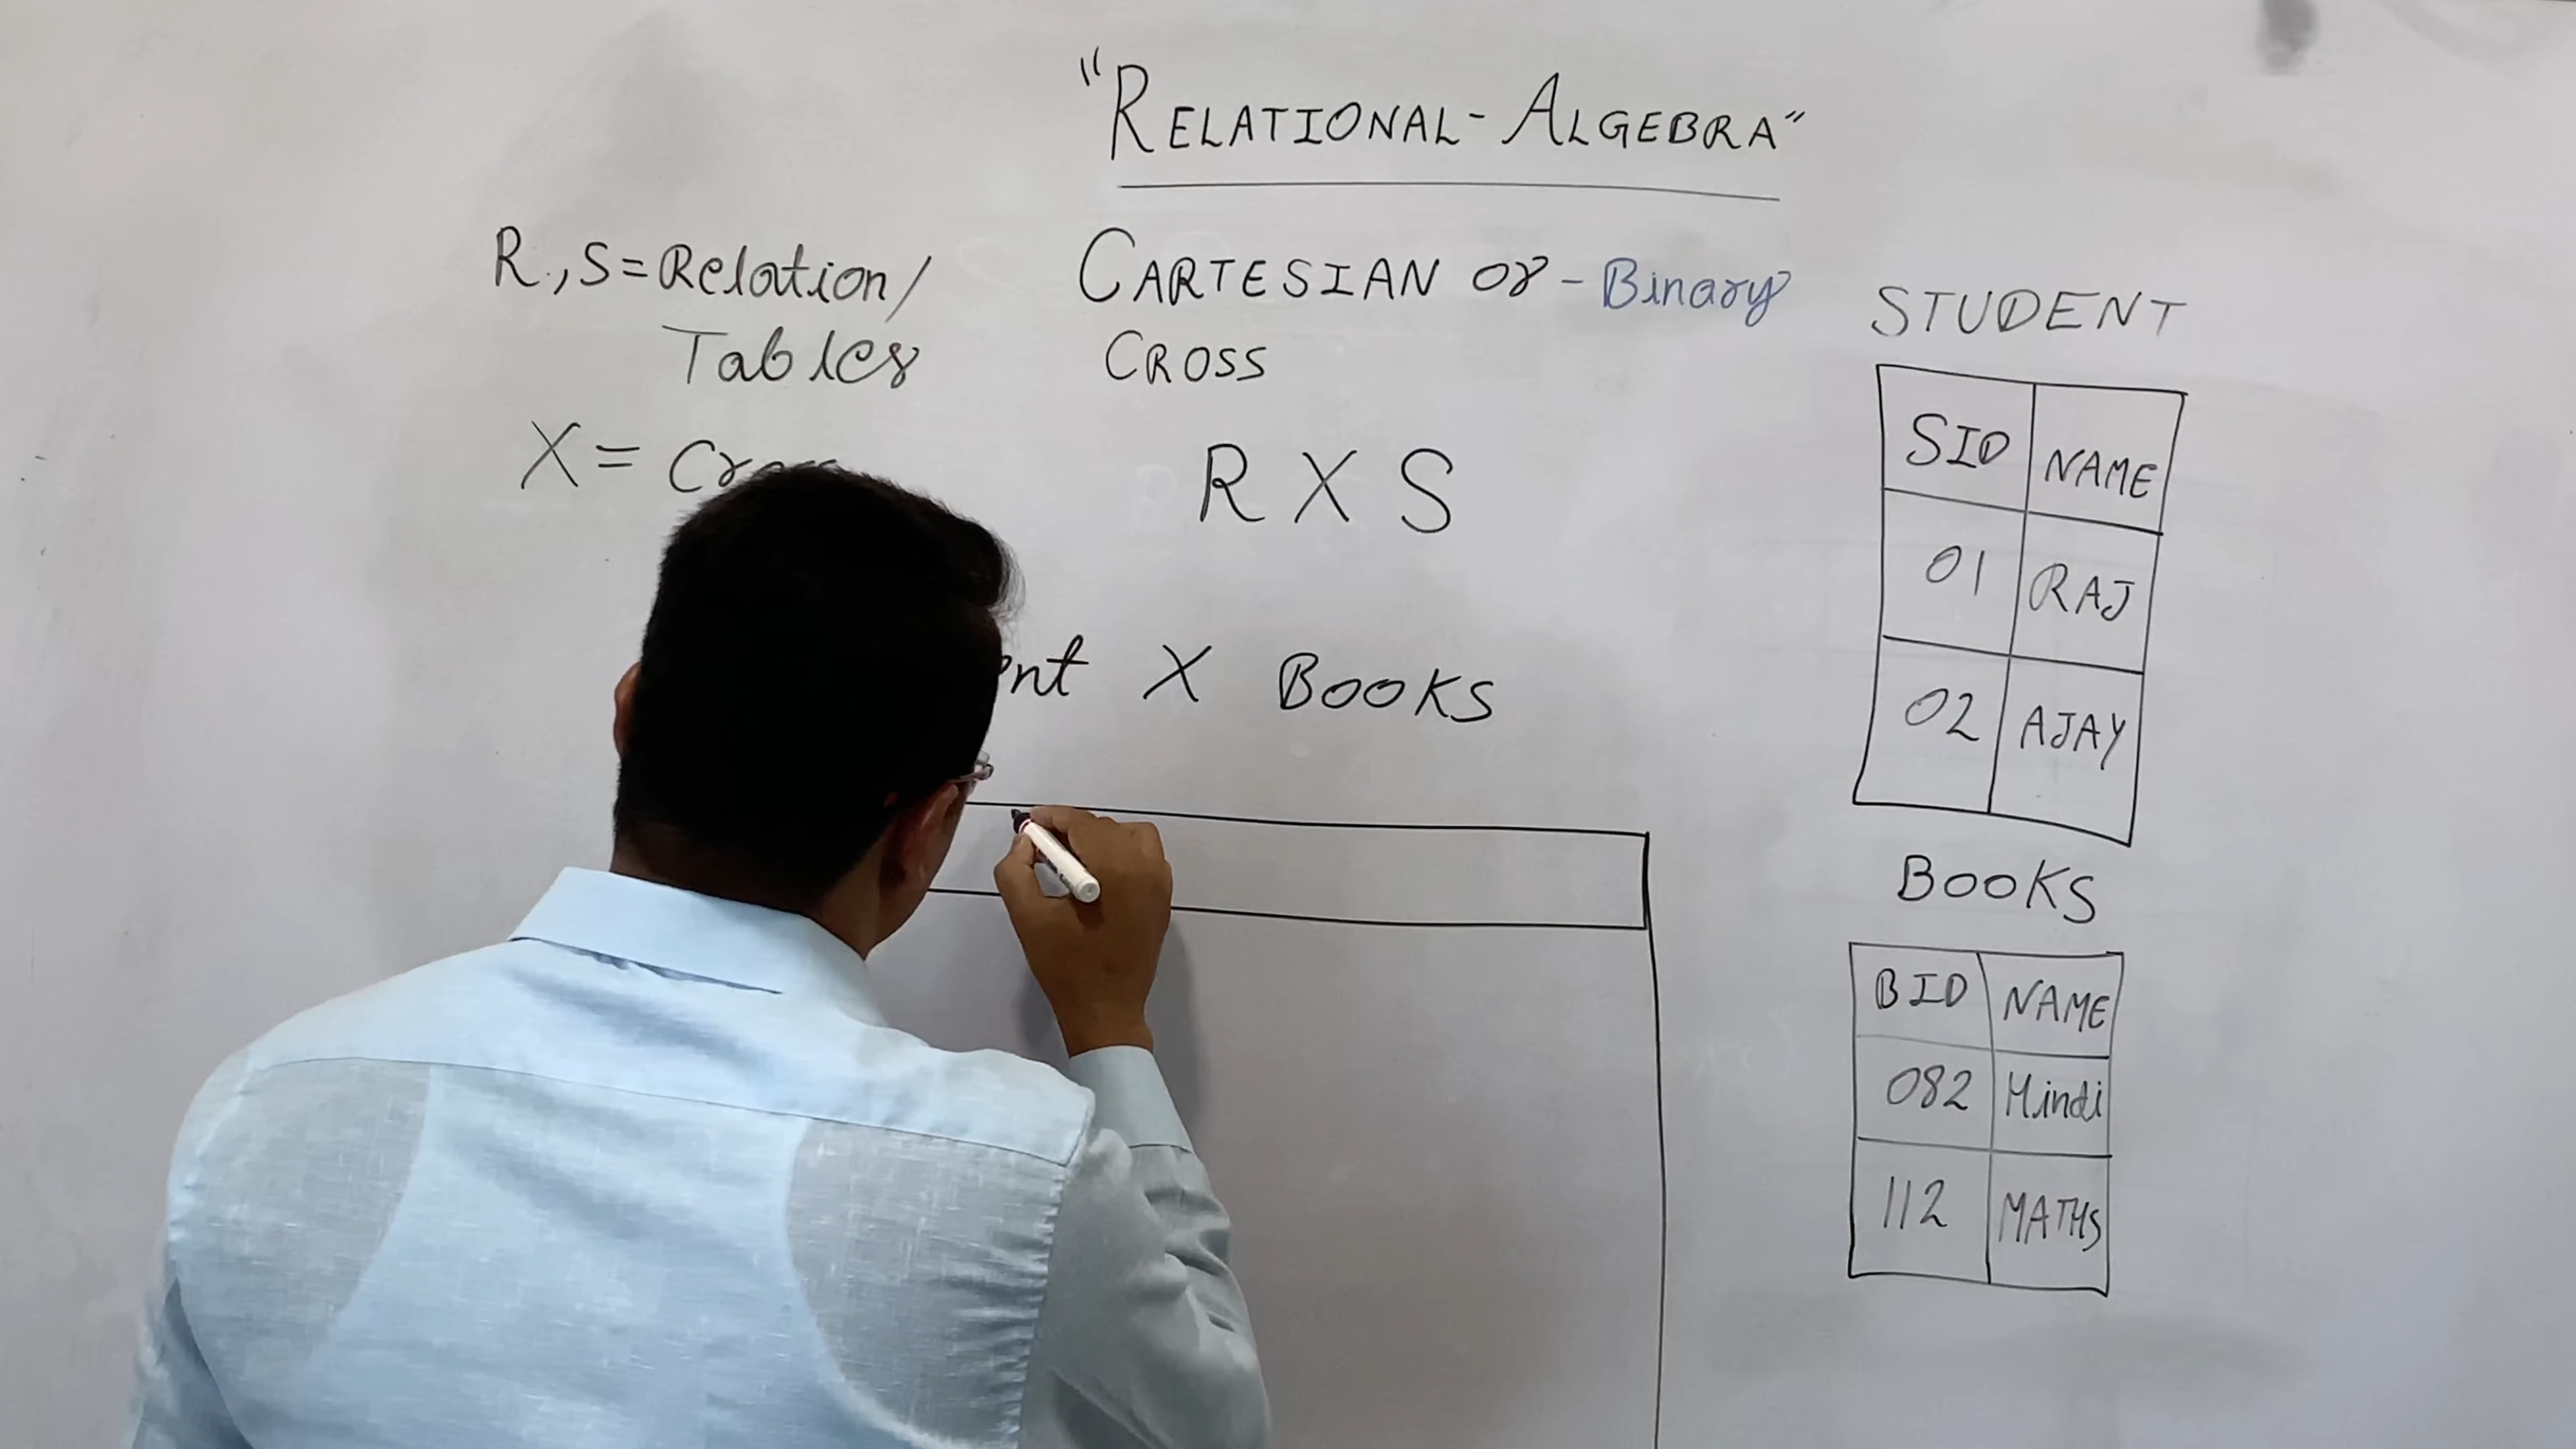 "RELATIONAL-ALGEBRA"
R, S = Relation/
Tables
CARTESIAN or - Binary
CROSS
X =
R X S
X BOOKS
STUDENT
SID NAME
01 RAJ
02 AJAY
BOOKS
BID NAME
082 Hindi
112 MATHS